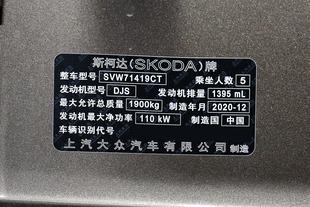 斯柯达(SKODA)牌
整车型号 SVW71419CT 乘坐人数 5
发动机型号 DJS 发动机排量 1395 mL
最大允许总质量 1900kg 制造年月 2020-12
发动机最大净功率 110 kW 制造国 中国
车辆识别代号
上汽大众汽车有限公司 制造